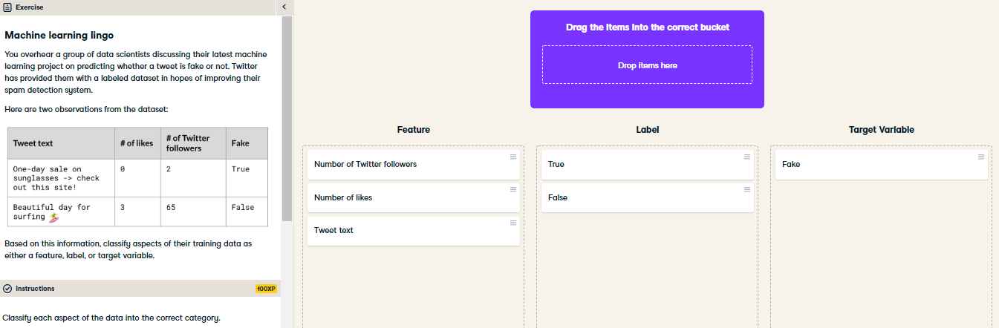 Exercise
Machine learning lingo
You overhear a group of data scientists discussing their latest machine
learning project on predicting whether a tweet is fake or not. Twitter
has provided them with a labeled dataset in hopes of improving their
spam detection system.
Here are two observations from the dataset:
Tweet text # of likes # of Twitter followers Fake
One-day sale on sunglasses -> check out this site! 0 2 True
Beautiful day for surfing 3 65 False
Based on this information, classify aspects of their training data as
either a feature, label, or target variable.
Instructions 100XP
Classify each aspect of the data into the correct category.
Drag the items into the correct bucket
Drop items here
Feature
Number of Twitter followers
Number of likes
Tweet text
Label
True
False
Target Variable
Fake